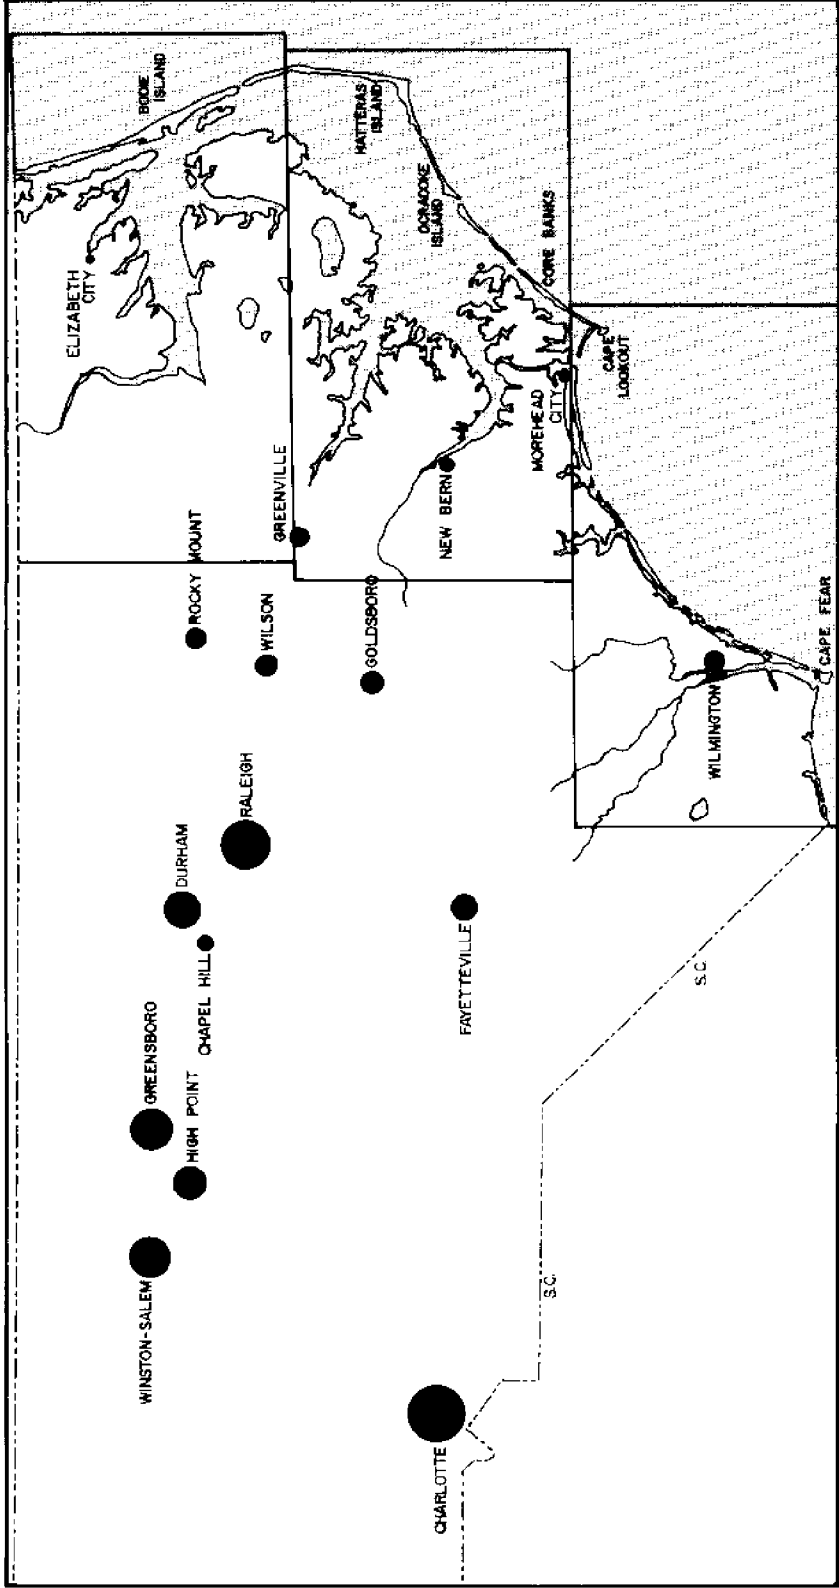 BODIE
ISLAND
ELIZABETH
CITY
HATTERAS
ISLAND
OCRACOKE
ISLAND
CORE BANKS
CAPE
LOOKOUT
MOREHEAD
CITY
NEW BERN
GREENVILLE
ROCKY MOUNT
WILSON
GOLDSBORO
CAPE FEAR
WILMINGTON
RALEIGH
DURHAM
CHAPEL HILL
FAYETTEVILLE
GREENSBORO
HIGH POINT
WINSTON-SALEM
CHARLOTTE
S.C.
S.C.